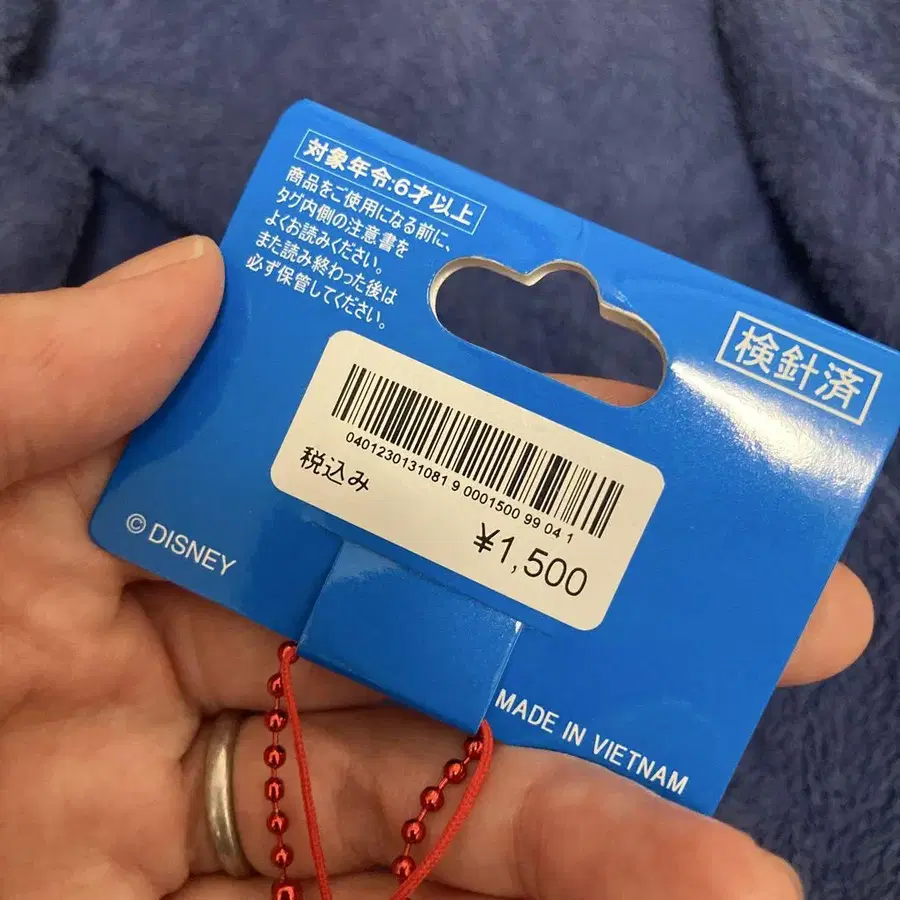 対象年令:6才以上
商品をご使用になる前に、
タグ内側の注意書を
よくお読みください。
また読み終わった後は
必ず保管してください。
検針済
0401230131081 9 0001500 99 04 1
税込み
¥1,500
© DISNEY
MADE IN VIETNAM